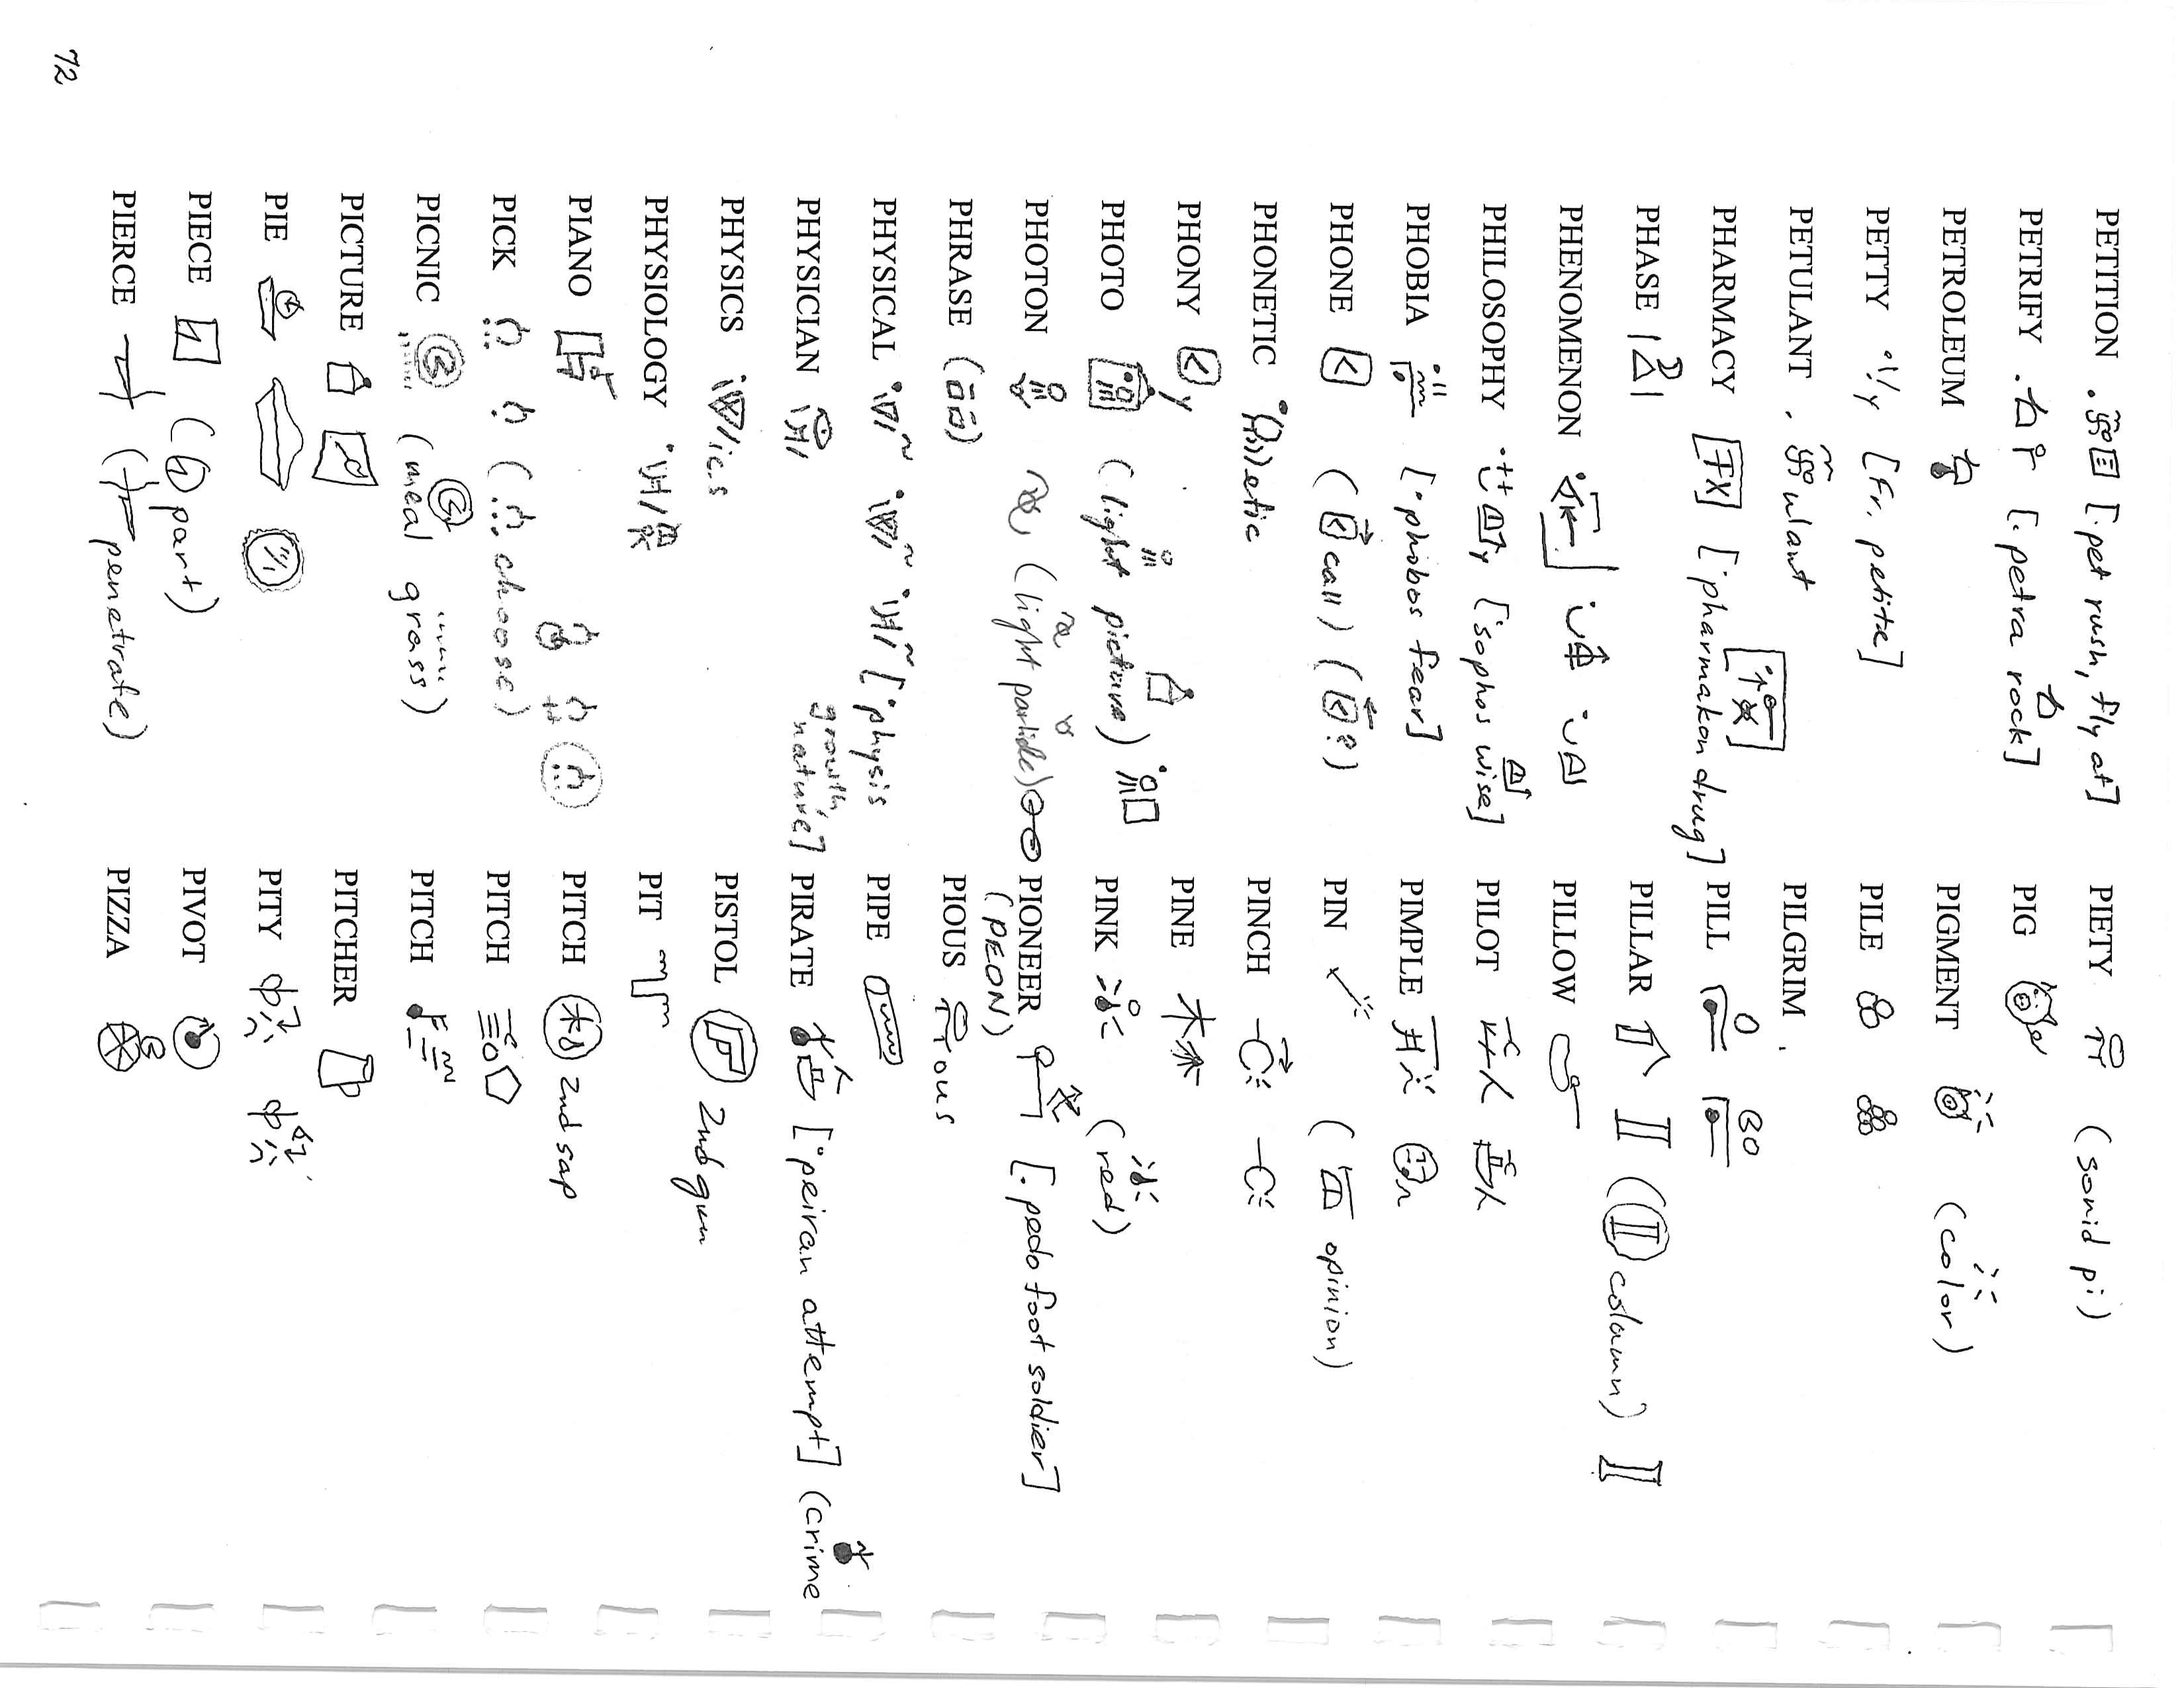 PETITION [·pet rush, fly at]
PETRIFY [·petra rock]
PETROLEUM
PETTY y [Fr. petite]
PETULANT ulant
PHARMACY [·pharmakon drug]
PHASE
PHENOMENON
PHILOSOPHY y [·sophos wise]
PHOBIA [·phobos fear]
PHONE ( call) ( ?)
PHONETIC etic
PHONY y
PHOTO (light picture)
PHOTON (light particle)
PHRASE
PHYSICAL [·physis
growth,
nature]
PHYSICIAN
PHYSICS ics
PHYSIOLOGY
PIANO
PICK ( choose)
PICNIC (meal grass)
PICTURE
PIE
PIECE ( part)
PIERCE ( penetrate)
PIETY (sound pi)
PIG
PIGMENT (color)
PILE
PILGRIM
PILL
PILLAR ( column)
PILLOW
PILOT
PIMPLE
PIN ( opinion)
PINCH
PINE
PINK (red)
PIONEER [·pedo foot soldier]
(PEON)
PIOUS ous
PIPE
PIRATE [·peiran attempt] (crime
PISTOL 2nd gun
PIT
PITCH 2nd sap
PITCH
PITCH
PITCHER
PITY
PIVOT
PIZZA
72